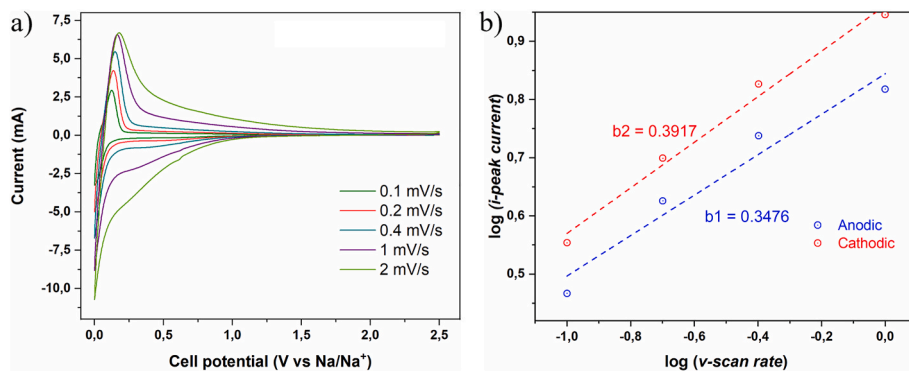 a)
7,5
5,0
2,5
0,0
-2,5
-5,0
-7,5
-10,0
Current (mA)
0.1 mV/s
0.2 mV/s
0.4 mV/s
1 mV/s
2 mV/s
0,0 0,5 1,0 1,5 2,0 2,5
Cell potential (V vs Na/Na⁺)
b)
0,9
0,8
0,7
0,6
0,5
log (i-peak current)
b2 = 0.3917
b1 = 0.3476
Anodic
Cathodic
-1,0 -0,8 -0,6 -0,4 -0,2 0,0
log (v-scan rate)